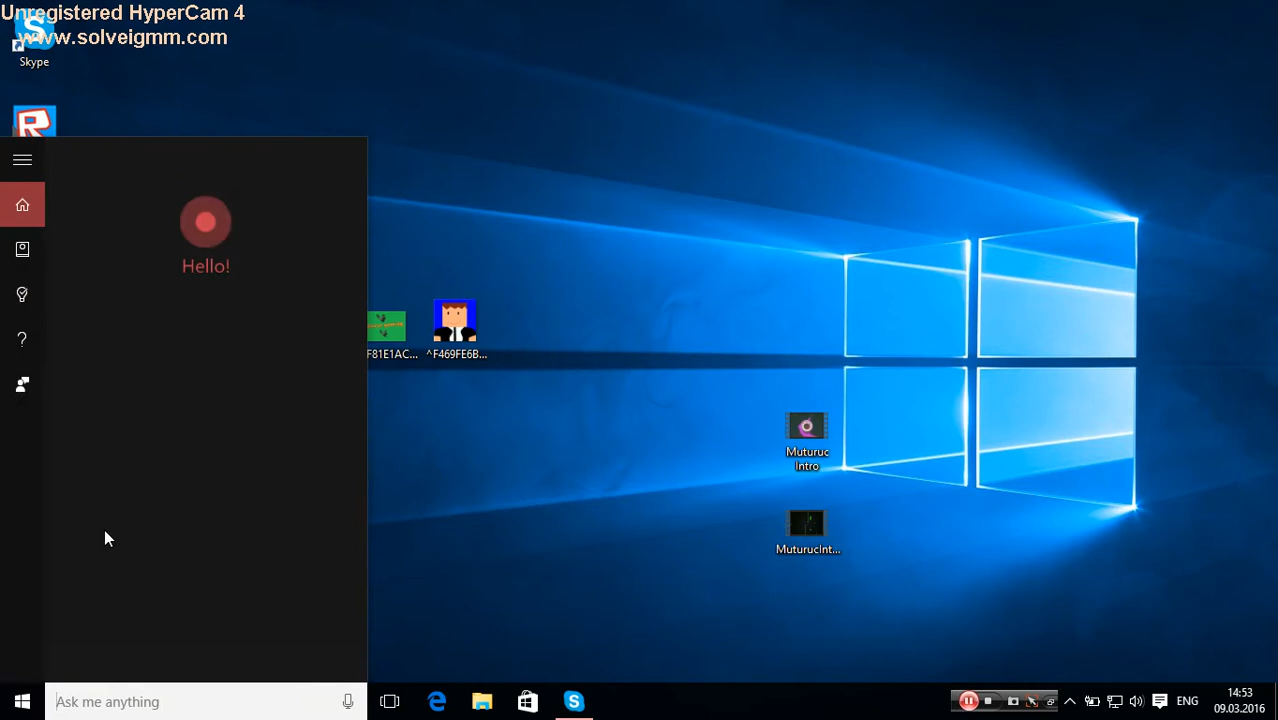 Unregistered HyperCam 4
www.solveigmm.com
Skype
Hello!
F81E1AC...
^F469FE6B...
Muturuc
Intro
MuturucInt...
Ask me anything
ENG
14:53
09.03.2016